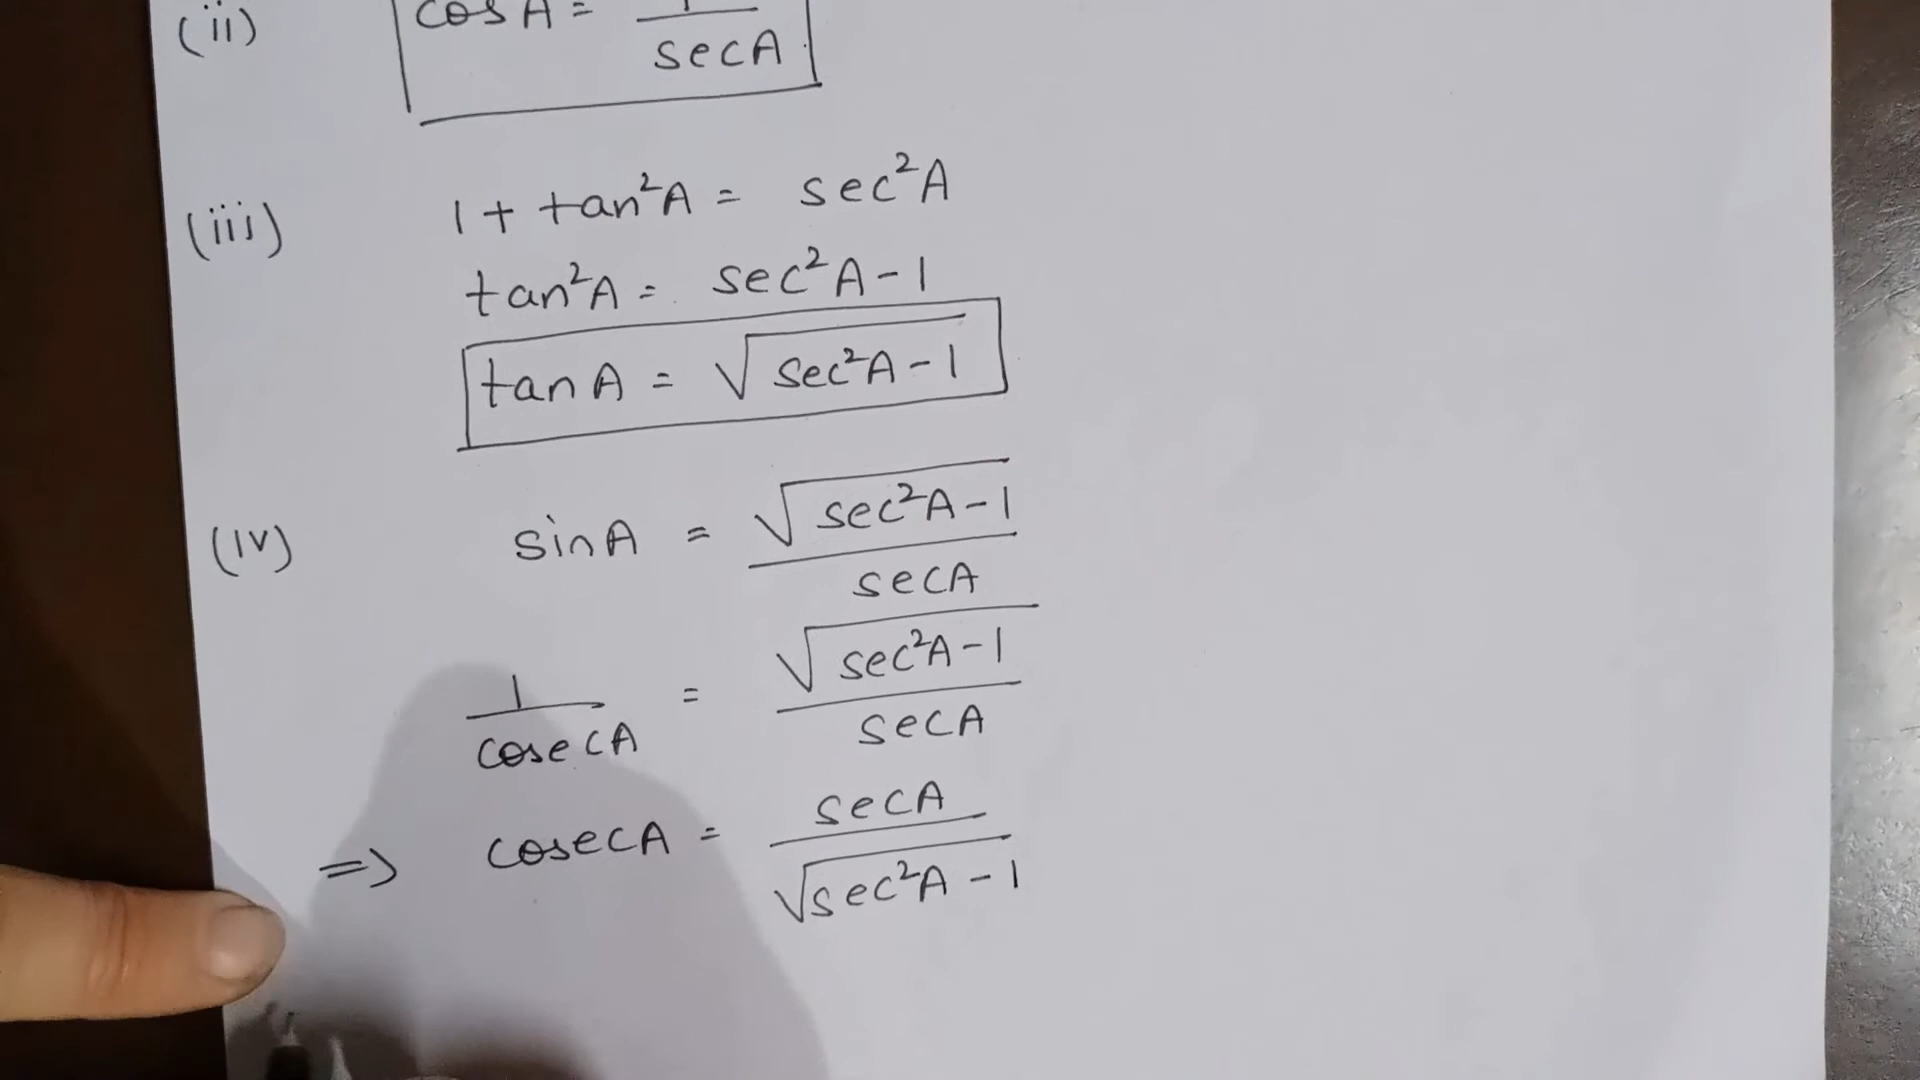 (ii) cos A = 1/sec A
(iii) 1 + tan²A = sec²A
tan²A = sec²A - 1
tan A = √(sec²A - 1)
(iv) sin A = √(sec²A - 1)/sec A
1/cosec A = √(sec²A - 1)/sec A
=> cosec A = sec A/√(sec²A - 1)